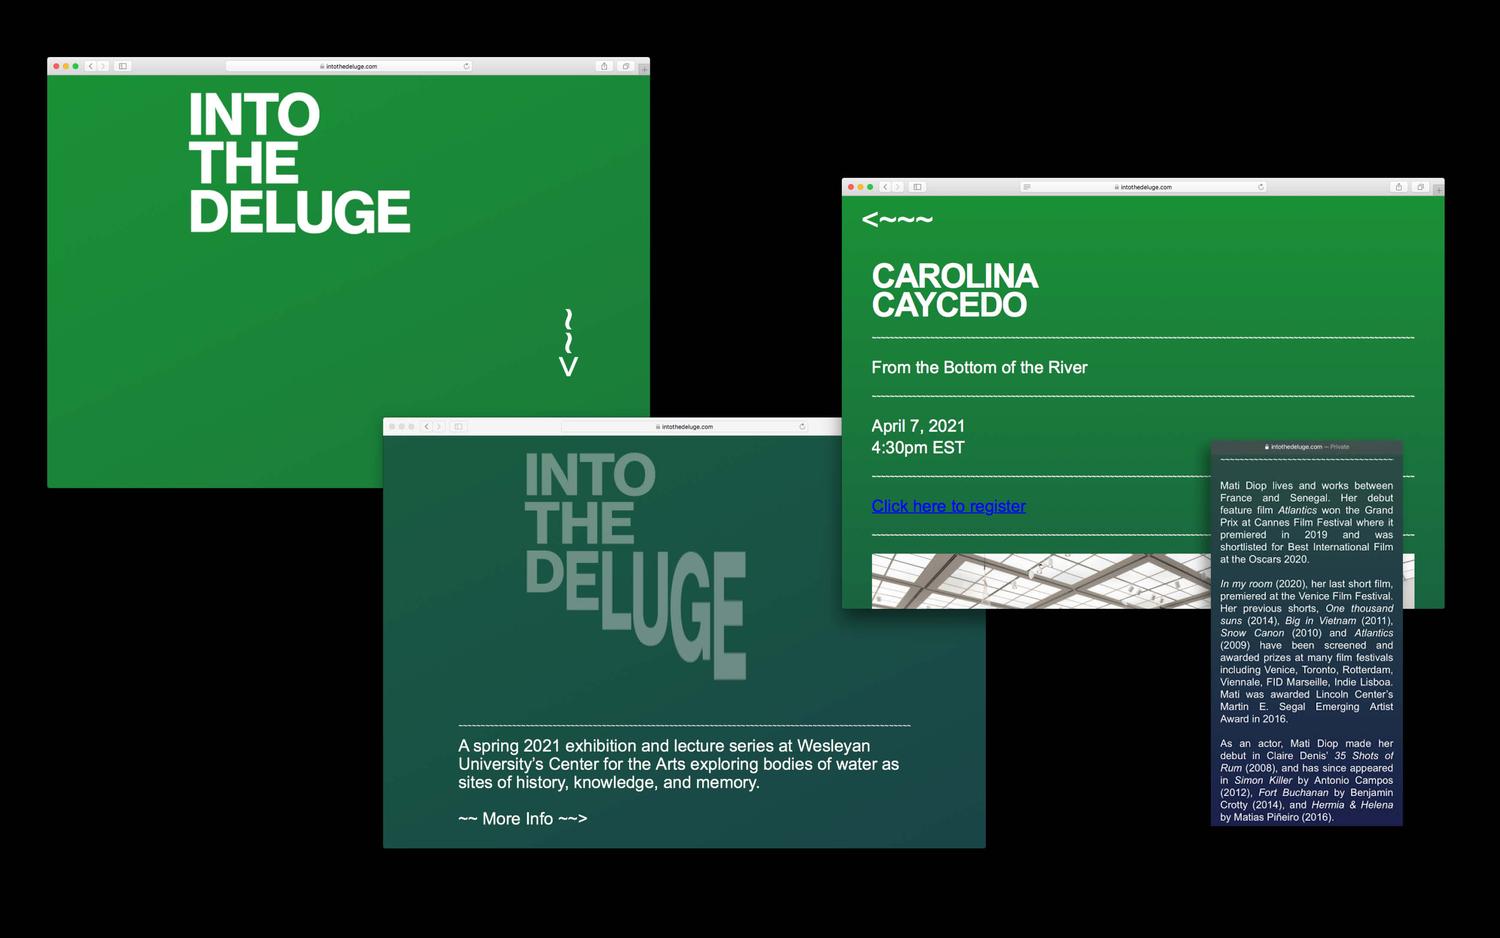 intothedeluge.com
INTO
THE
DELUGE
~
~
V
intothedeluge.com
INTO
THE
DELUGE
~~~~~~~~~~~~~~~~~~~~~~~~~~~~~~~~~~~~~~~~
A spring 2021 exhibition and lecture series at Wesleyan
University’s Center for the Arts exploring bodies of water as
sites of history, knowledge, and memory.
~~ More Info ~~>
intothedeluge.com
<~~~
CAROLINA
CAYCEDO
From the Bottom of the River
April 7, 2021
4:30pm EST
Click here to register
intothedeluge.com — Private
Mati Diop lives and works between
France and Senegal. Her debut
feature film Atlantics won the Grand
Prix at Cannes Film Festival where it
premiered in 2019 and was
shortlisted for Best International Film
at the Oscars 2020.
In my room (2020), her last short film,
premiered at the Venice Film Festival.
Her previous shorts, One thousand
suns (2014), Big in Vietnam (2011),
Snow Canon (2010) and Atlantics
(2009) have been screened and
awarded prizes at many film festivals
including Venice, Toronto, Rotterdam,
Viennale, FID Marseille, Indie Lisboa.
Mati was awarded Lincoln Center’s
Martin E. Segal Emerging Artist
Award in 2016.
As an actor, Mati Diop made her
debut in Claire Denis’ 35 Shots of
Rum (2008), and has since appeared
in Simon Killer by Antonio Campos
(2012), Fort Buchanan by Benjamin
Crotty (2014), and Hermia & Helena
by Matias Piñeiro (2016).